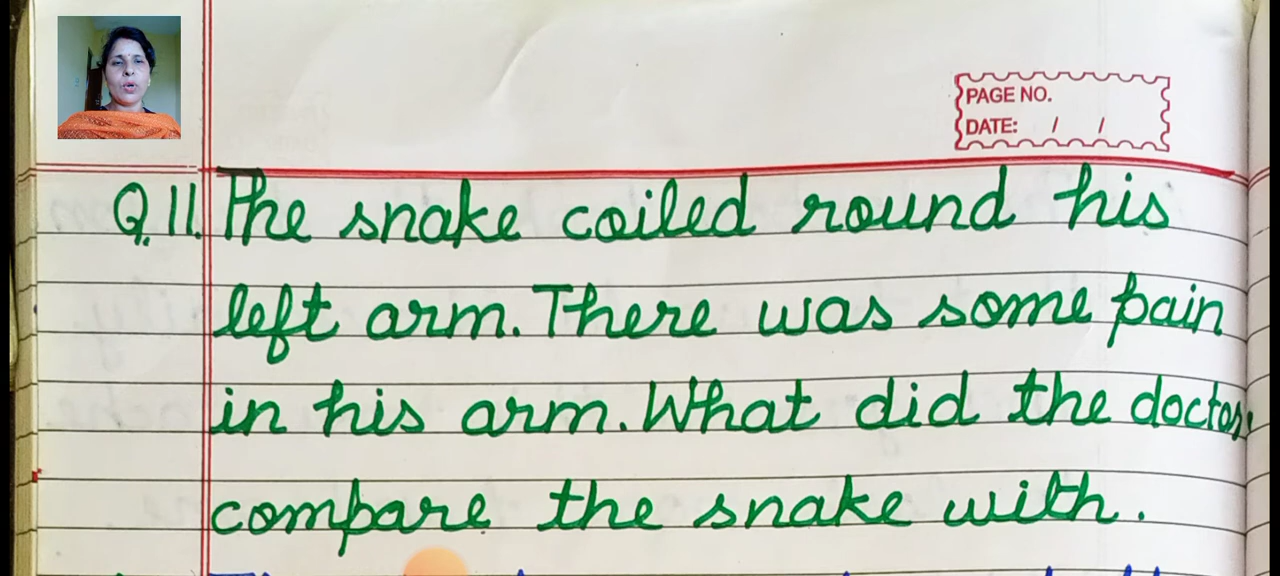 PAGE NO.
DATE: / /
Q.11. The snake coiled round his
left arm. There was some pain
in his arm. What did the doctor
compare the snake with.